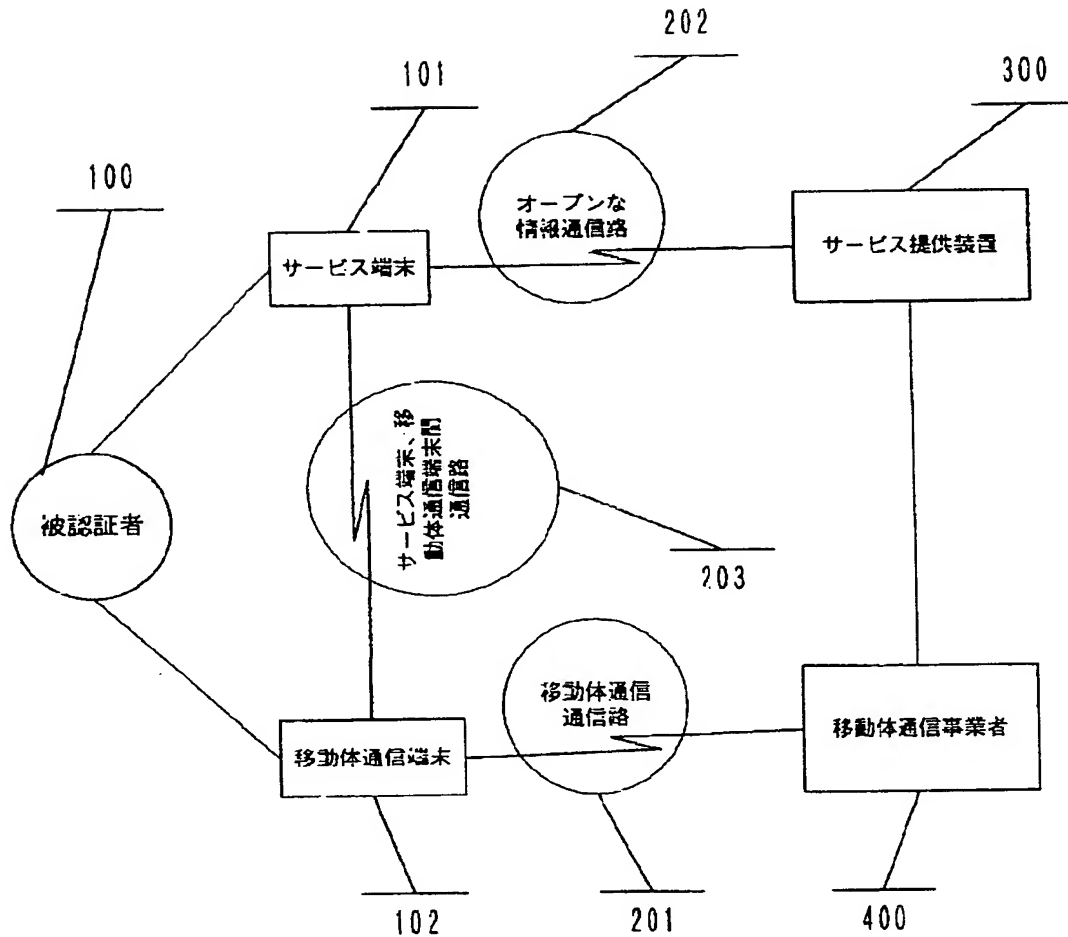 202
101
300
100
オープンな
情報通信路
サービス端末
サービス提供装置
サービス端末、移
動体通信端末間
通信路
被認証者
203
移動体通信
通信路
移動体通信事業者
移動体通信端末
102
201
400